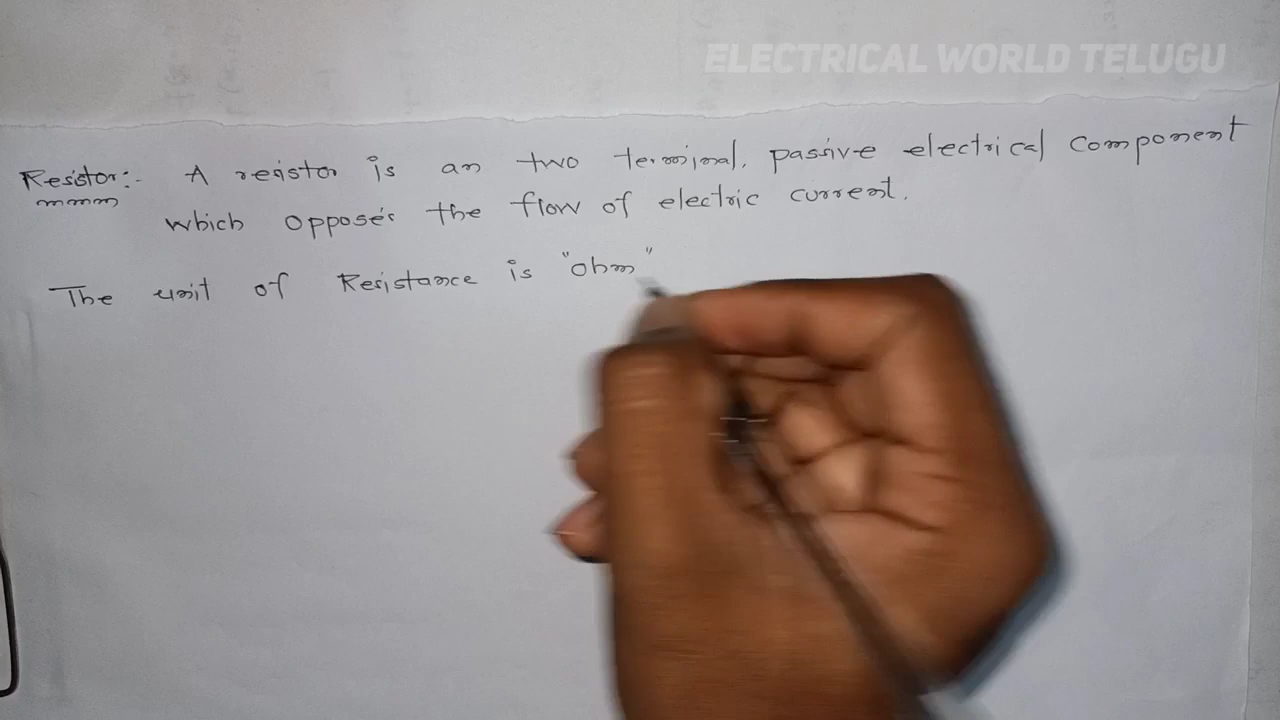 ELECTRICAL WORLD TELUGU
Resistor:- A reistor is an two terminal, passive electrical component
which opposes the flow of electric current.
The unit of Resistance is "ohm"